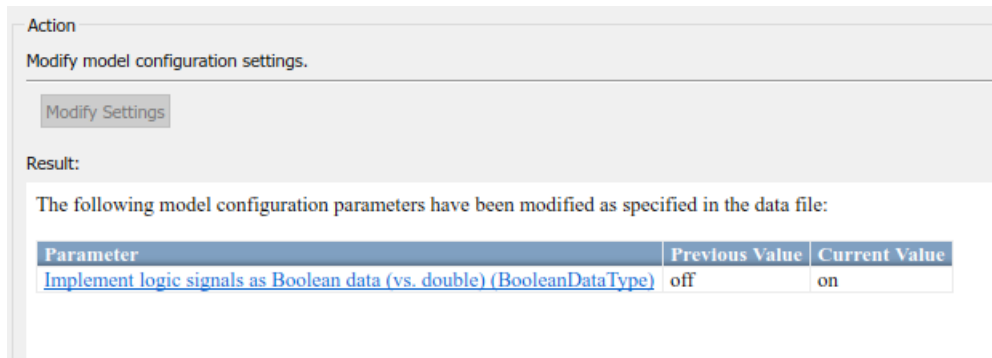 Action
Modify model configuration settings.
Modify Settings
Result:
The following model configuration parameters have been modified as specified in the data file:
Parameter Previous Value Current Value
Implement logic signals as Boolean data (vs. double) (BooleanDataType) off on